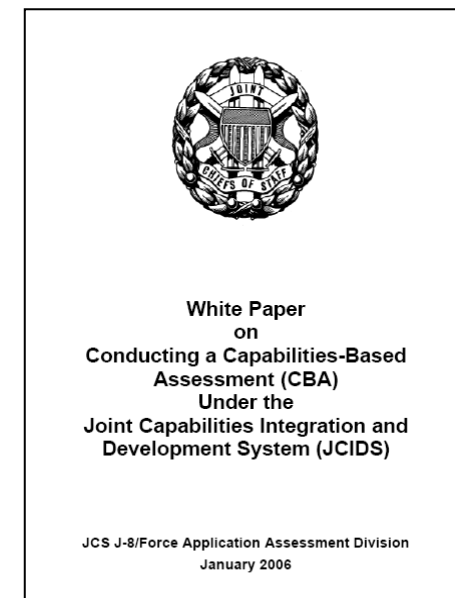 JOINT
CHIEFS OF STAFF
White Paper
on
Conducting a Capabilities-Based
Assessment (CBA)
Under the
Joint Capabilities Integration and
Development System (JCIDS)
JCS J-8/Force Application Assessment Division
January 2006